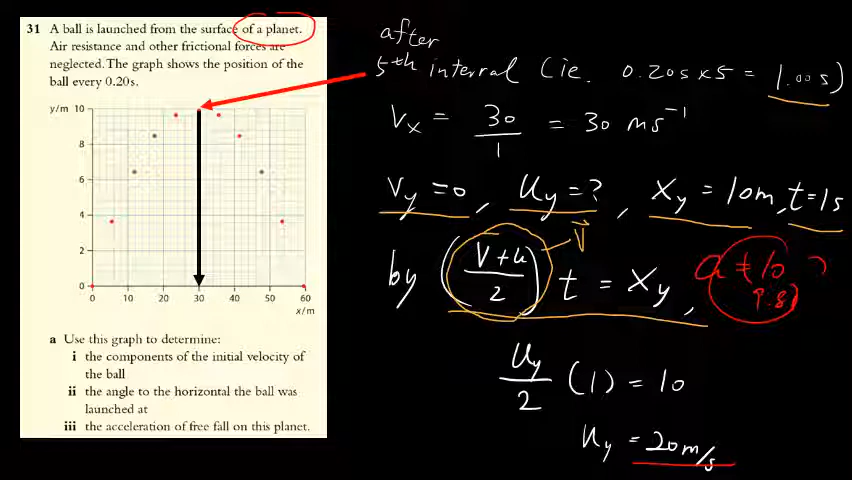 31 A ball is launched from the surface of a planet.
Air resistance and other frictional forces are
neglected. The graph shows the position of the
ball every 0.20s.
y/m 10
8
6
4
2
0
0 10 20 30 40 50 60
x/m
a Use this graph to determine:
i the components of the initial velocity of
the ball
ii the angle to the horizontal the ball was
launched at
iii the acceleration of free fall on this planet.
after
5th interval (ie. 0.20s x 5 = 1.00s)
Vx = 30/1 = 30 ms⁻¹
Vy = 0, Uy = ?, Xy = 10m, t = 1s
V⃗
by ((V+u)/2) t = Xy, a ≠ 10
9.81
Uy/2 (1) = 10
Uy = 20m/s